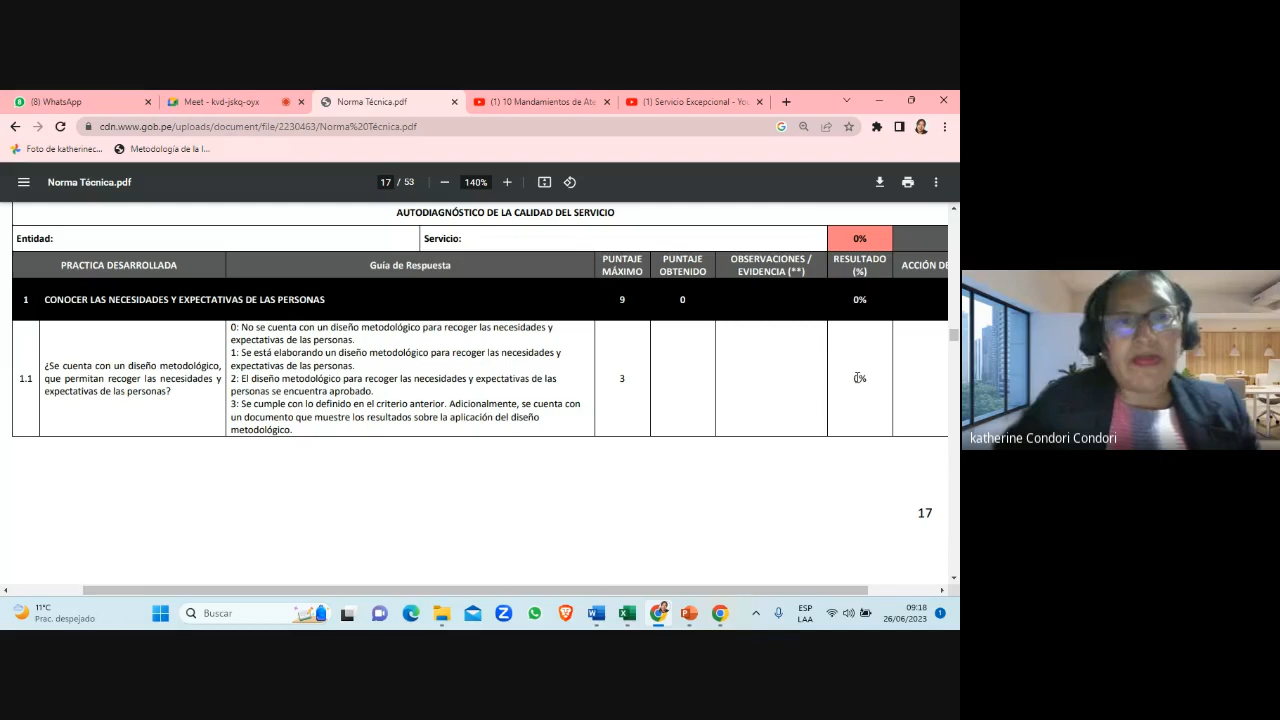 (8) WhatsApp
Meet - kvd-jskq-oyx
Norma Técnica.pdf
(1) 10 Mandamientos de Ate
(1) Servicio Excepcional - You
cdn.www.gob.pe/uploads/document/file/2230463/Norma%20Técnica.pdf
Foto de katherinec...
Metodología de la I...
Norma Técnica.pdf
17 / 53
140%
AUTODIAGNÓSTICO DE LA CALIDAD DEL SERVICIO
Entidad:
Servicio:
0%
PRACTICA DESARROLLADA
Guía de Respuesta
PUNTAJE
MÁXIMO
PUNTAJE
OBTENIDO
OBSERVACIONES /
EVIDENCIA (**)
RESULTADO
(%)
ACCIÓN DE
1 CONOCER LAS NECESIDADES Y EXPECTATIVAS DE LAS PERSONAS
9
0
0%
1.1
¿Se cuenta con un diseño metodológico,
que permitan recoger las necesidades y
expectativas de las personas?
0: No se cuenta con un diseño metodológico para recoger las necesidades y
expectativas de las personas.
1: Se está elaborando un diseño metodológico para recoger las necesidades y
expectativas de las personas.
2: El diseño metodológico para recoger las necesidades y expectativas de las
personas se encuentra aprobado.
3: Se cumple con lo definido en el criterio anterior. Adicionalmente, se cuenta con
un documento que muestre los resultados sobre la aplicación del diseño
metodológico.
3
0%
17
katherine Condori Condori
11°C
Prac. despejado
Buscar
ESP
LAA
09:18
26/06/2023
1